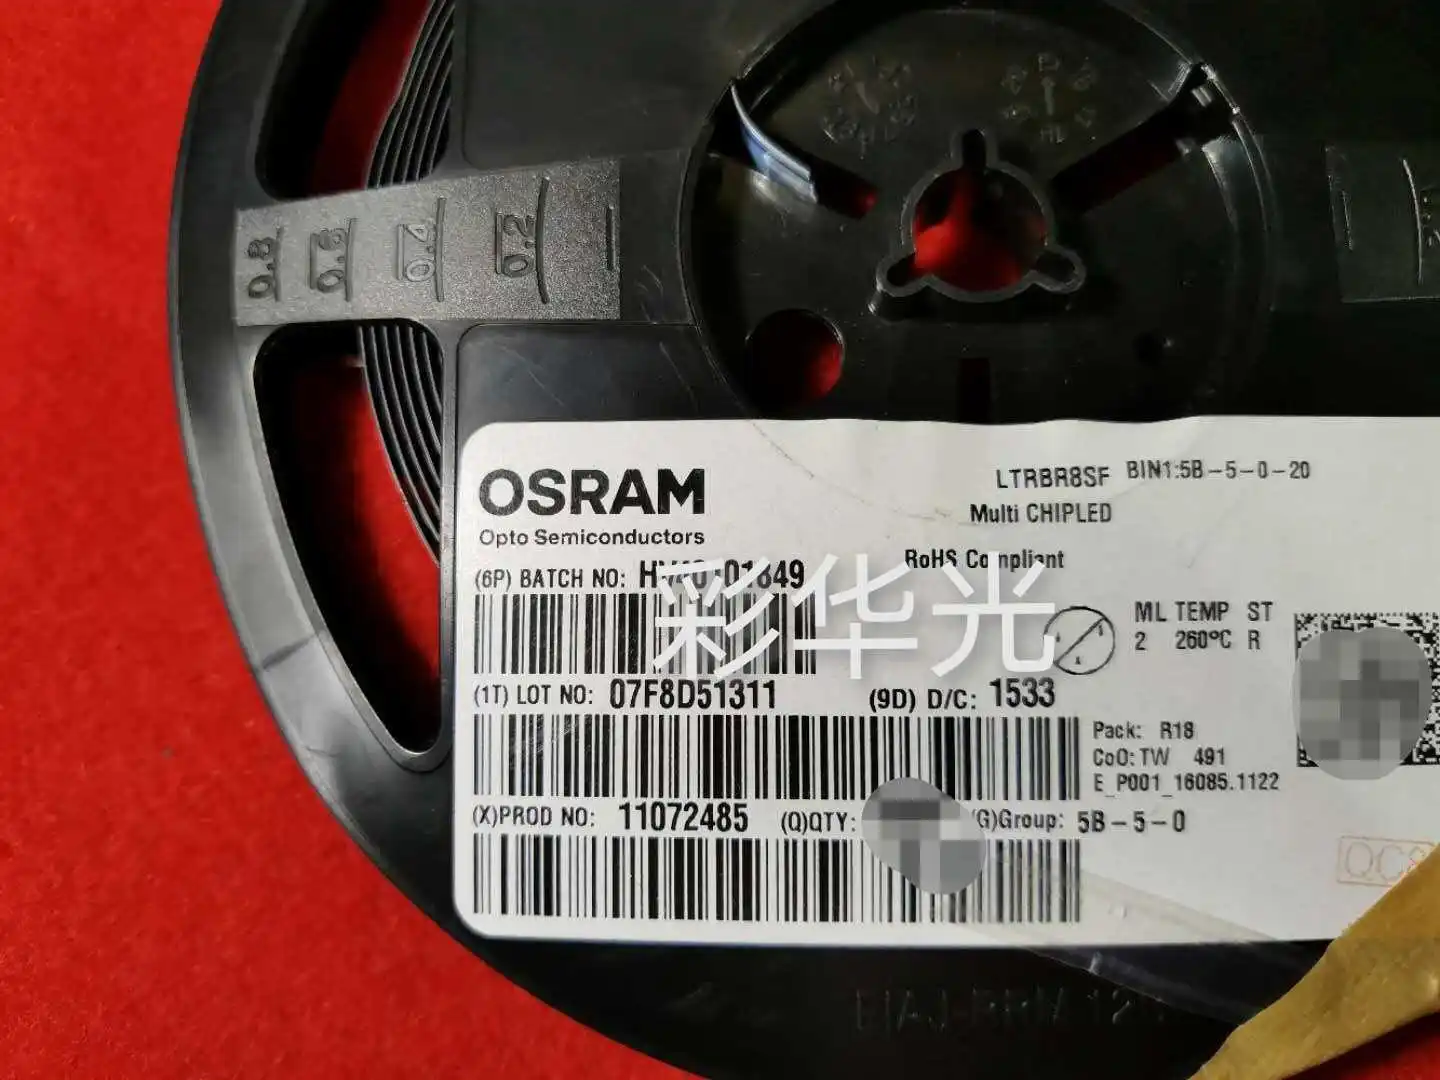 0.8 0.6 0.4 0.2
OSRAM
Opto Semiconductors
LTRBR8SF BIN1:5B-5-0-20
Multi CHIPLED
RoHS Compliant
(6P) BATCH NO:
彩华光
ML TEMP ST
2 260°C R
(1T) LOT NO: 07F8D51311 (9D) D/C: 1533
Pack: R18
CoO: TW 491
E_P001_16085.1122
(X)PROD NO: 11072485 (Q)QTY: (G)Group: 5B-5-0